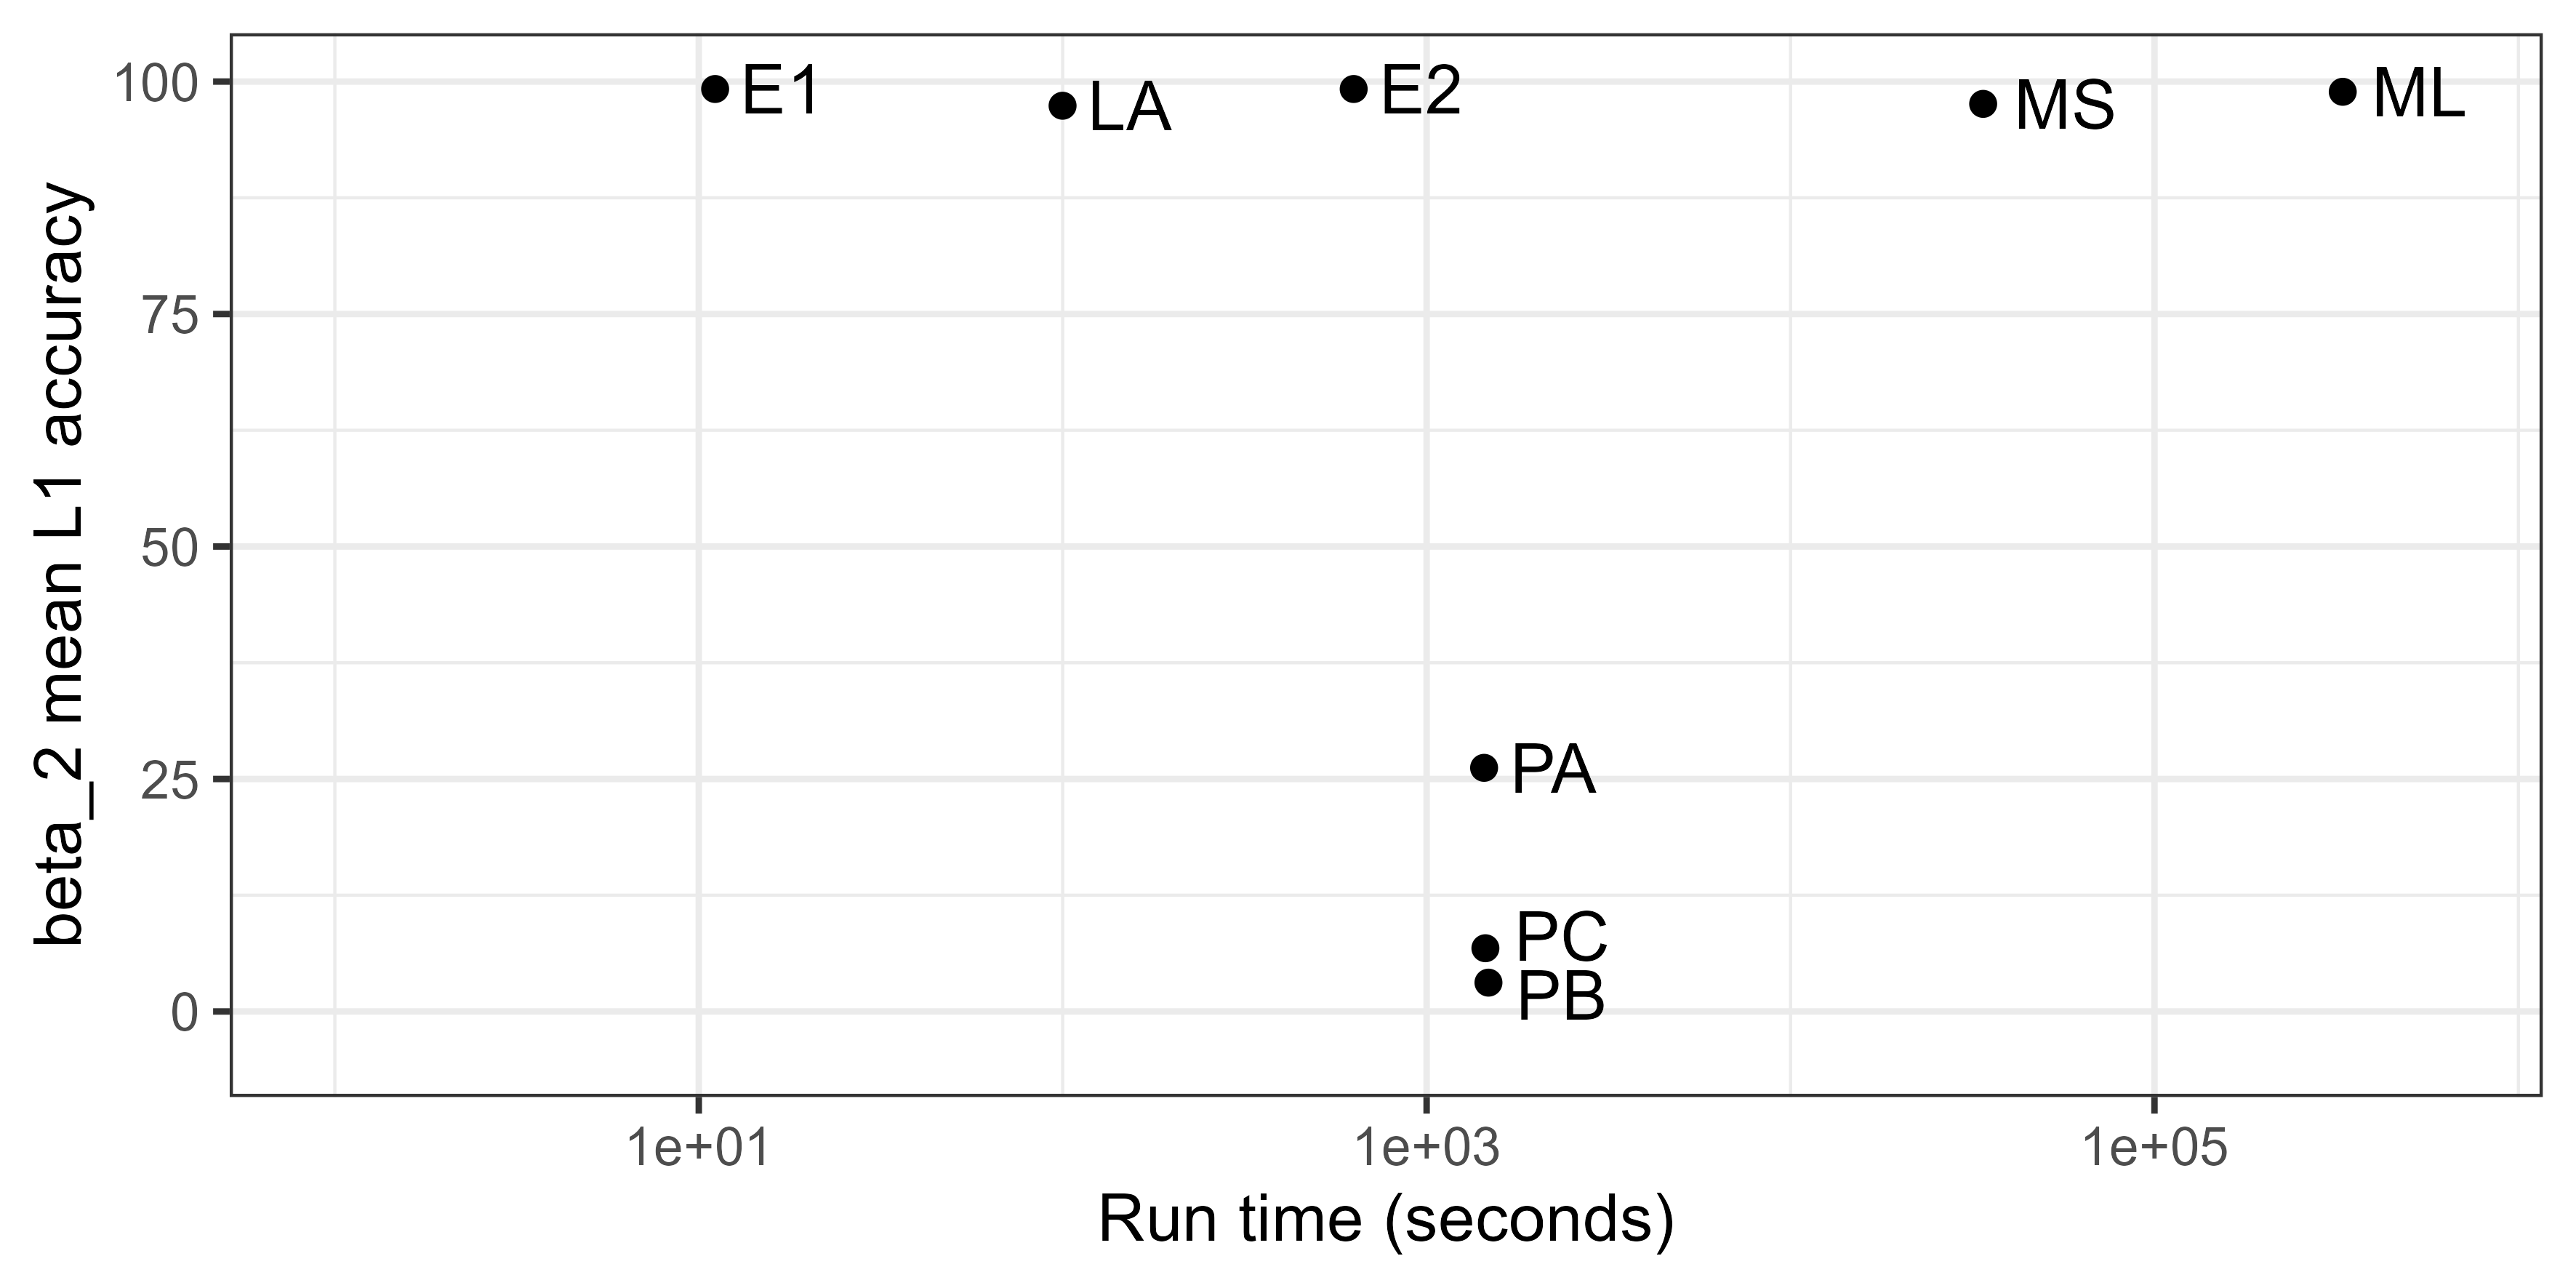 beta_2 mean L1 accuracy
100
75
50
25
0
E1
LA
E2
MS
ML
PA
PC
PB
1e+01
1e+03
1e+05
Run time (seconds)